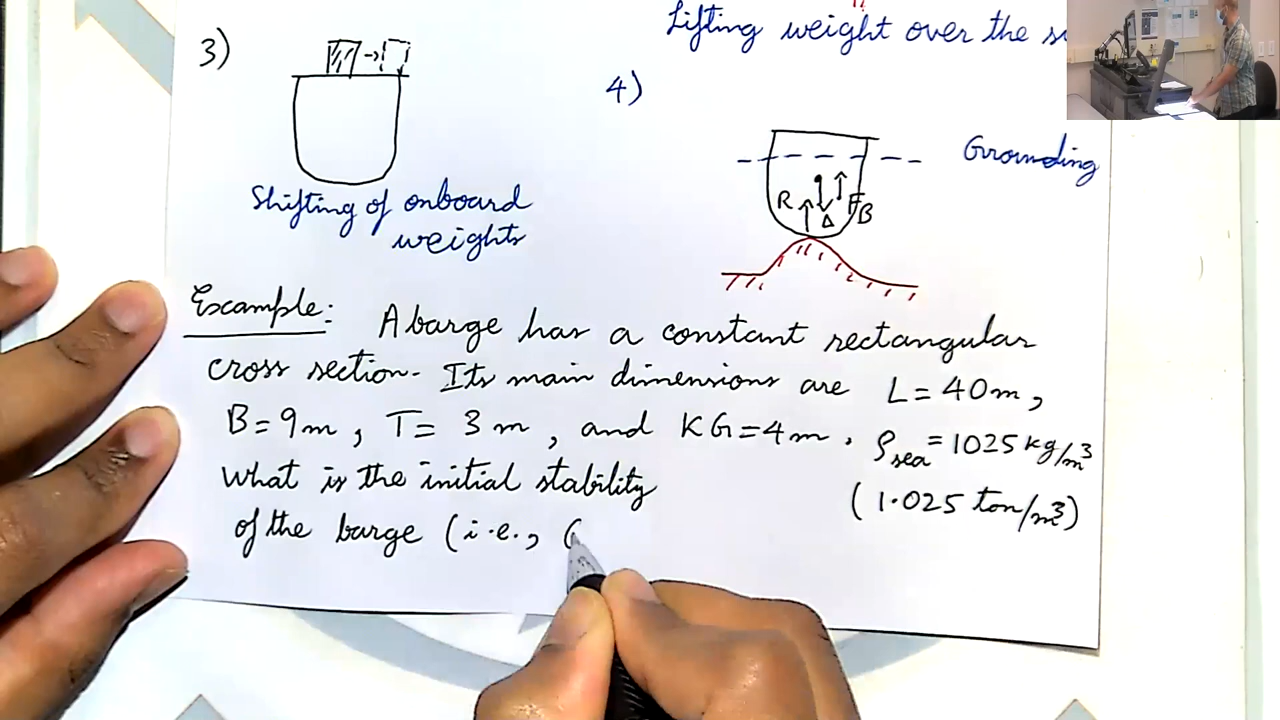 3)
Lifting weight over the
4)
Grounding
R
Δ
FB
Shifting of onboard
weights
Example: A barge has a constant rectangular
cross section. Its main dimensions are L = 40m,
B = 9m, T = 3m, and KG = 4m. ρsea = 1025 kg/m³
What is the initial stability (1.025 ton/m³)
of the barge (i.e., G